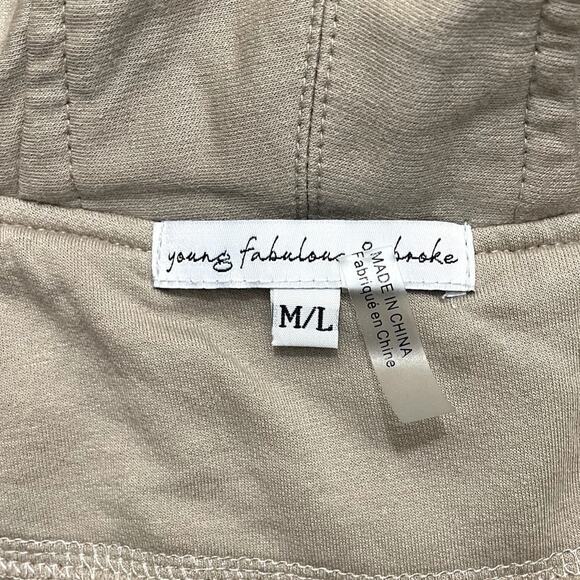 young fabulous & broke
M/L
MADE IN CHINA
Fabriqué en Chine